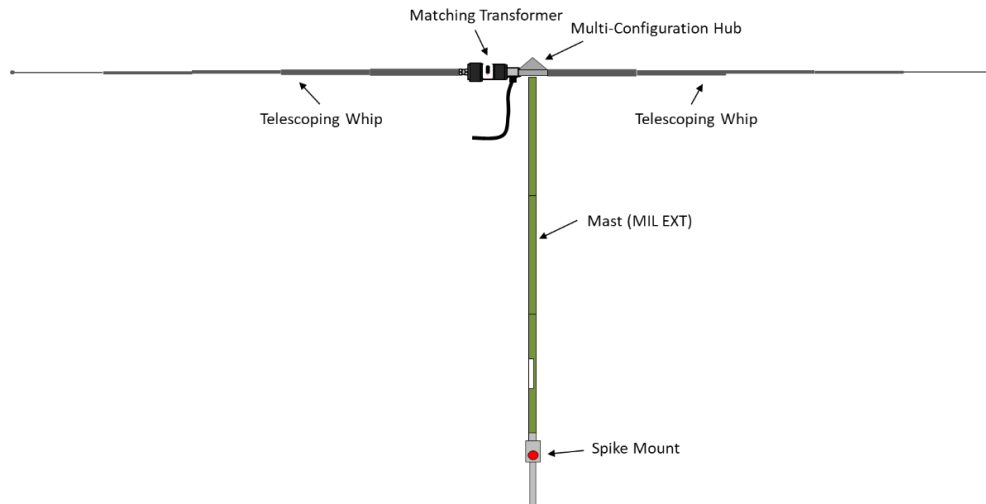 Matching Transformer
Multi-Configuration Hub
Telescoping Whip
Telescoping Whip
Mast (MIL EXT)
Spike Mount